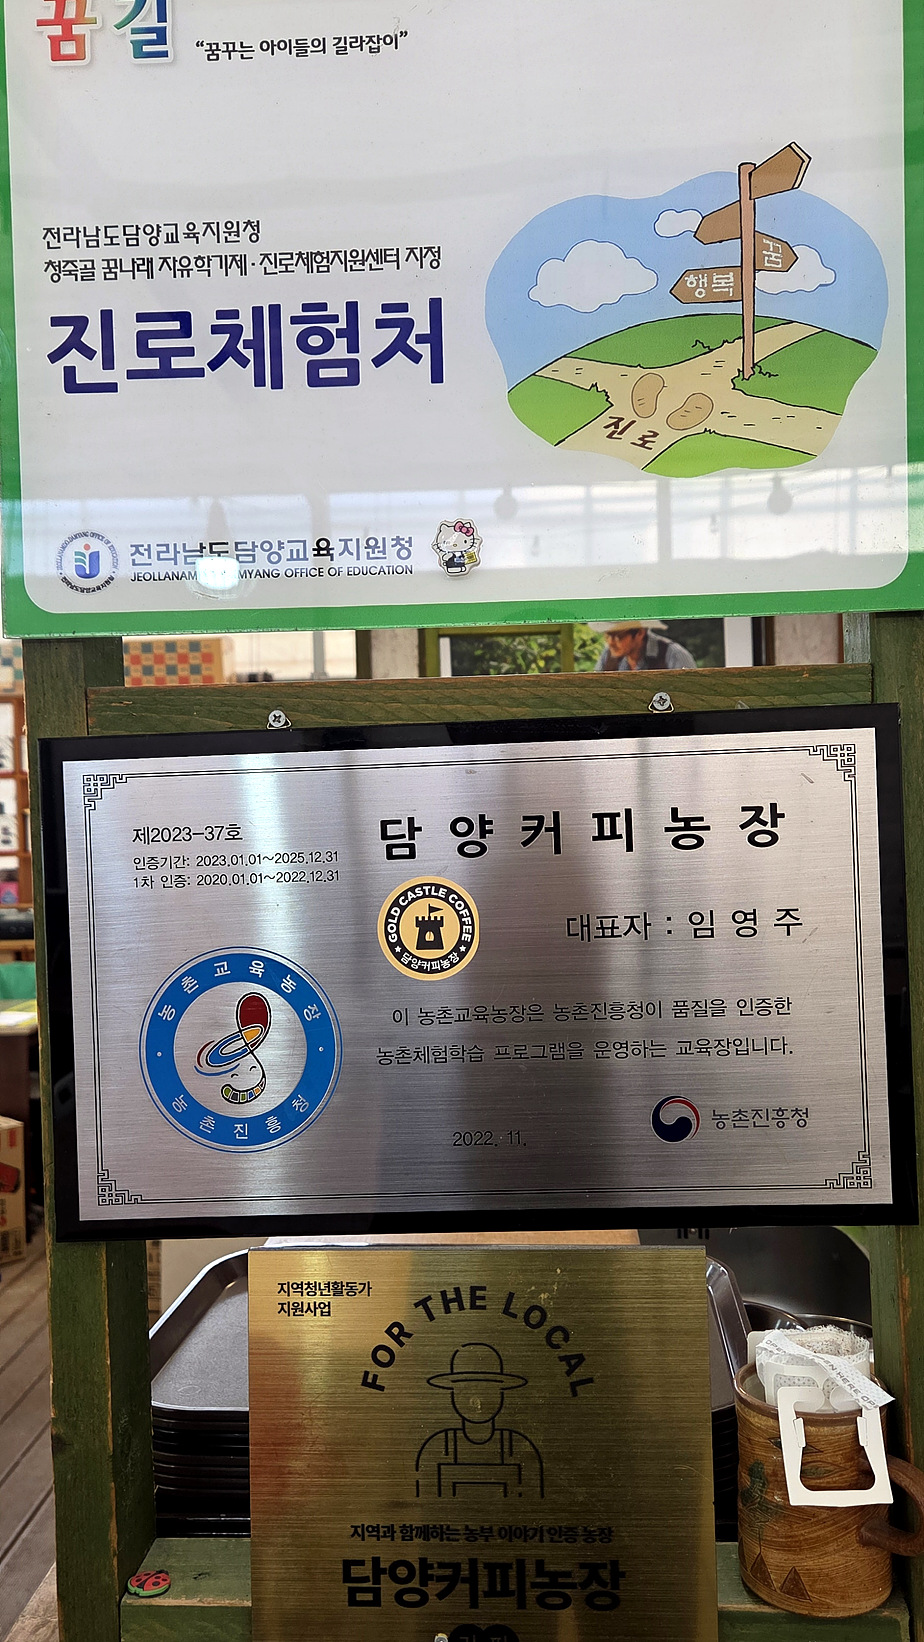 꿈길
“꿈꾸는 아이들의 길라잡이”
전라남도담양교육지원청
청죽골 꿈나래 자유학기제·진로체험지원센터 지정
진로체험처
꿈
행복
진로
전라남도담양교육지원청
JEOLLANAM MYANG OFFICE OF EDUCATION
제2023-37호
인증기간: 2023.01.01~2025.12.31
1차 인증: 2020.01.01~2022.12.31
담양커피농장
GOLD CASTLE COFFEE
담양커피농장
대표자 : 임영주
농촌교육농장
농촌진흥청
이 농촌교육농장은 농촌진흥청이 품질을 인증한
농촌체험학습 프로그램을 운영하는 교육장입니다.
2022. 11.
농촌진흥청
지역청년활동가
지원사업
FOR THE LOCAL
지역과 함께하는 농부 이야기 인증 농장
담양커피농장